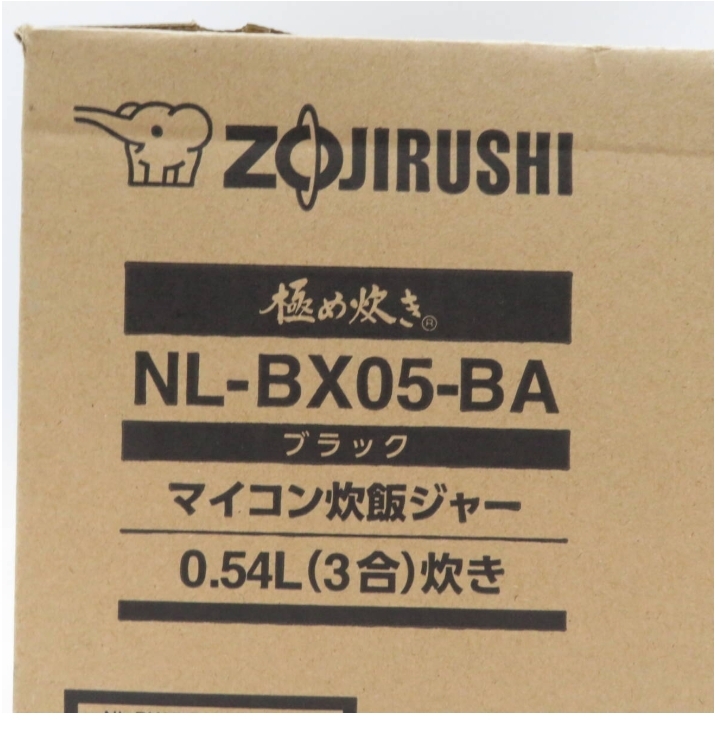 ZOJIRUSHI
極め炊き®
NL-BX05-BA
ブラック
マイコン炊飯ジャー
0.54L(3合)炊き